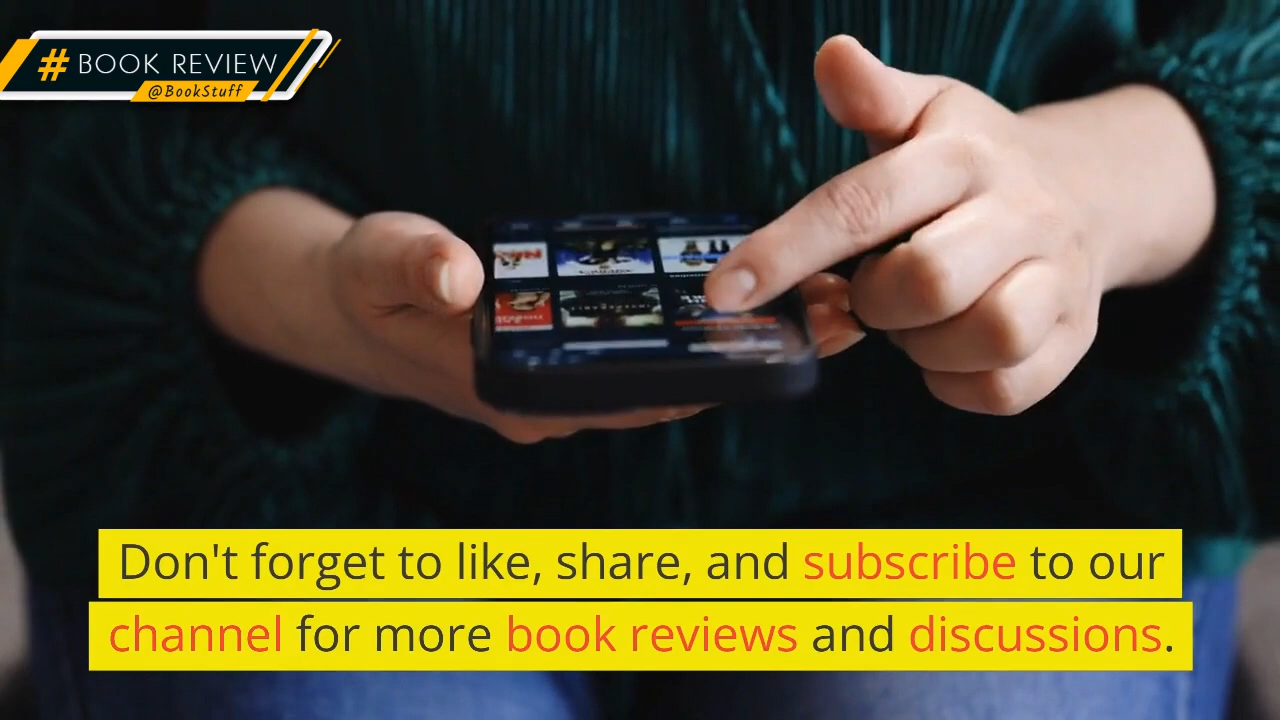 # BOOK REVIEW
@BookStuff
Don't forget to like, share, and subscribe to our
channel for more book reviews and discussions.